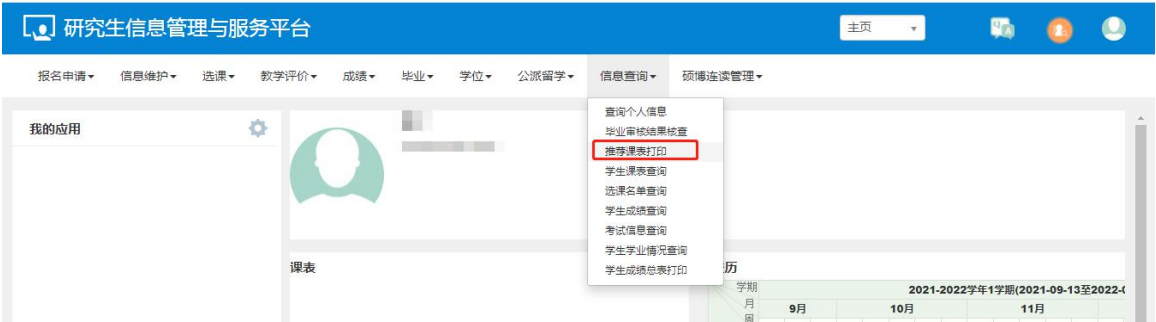 研究生信息管理与服务平台
主页
报名申请 信息维护 选课 教学评价 成绩 毕业 学位 公派留学 信息查询 硕博连读管理
我的应用
查询个人信息
毕业审核结果核查
推荐课表打印
学生课表查询
选课名单查询
学生成绩查询
考试信息查询
学生学业情况查询
学生成绩总表打印
课表
历
学期
2021-2022学年1学期(2021-09-13至2022-0
月
9月 10月 11月
周